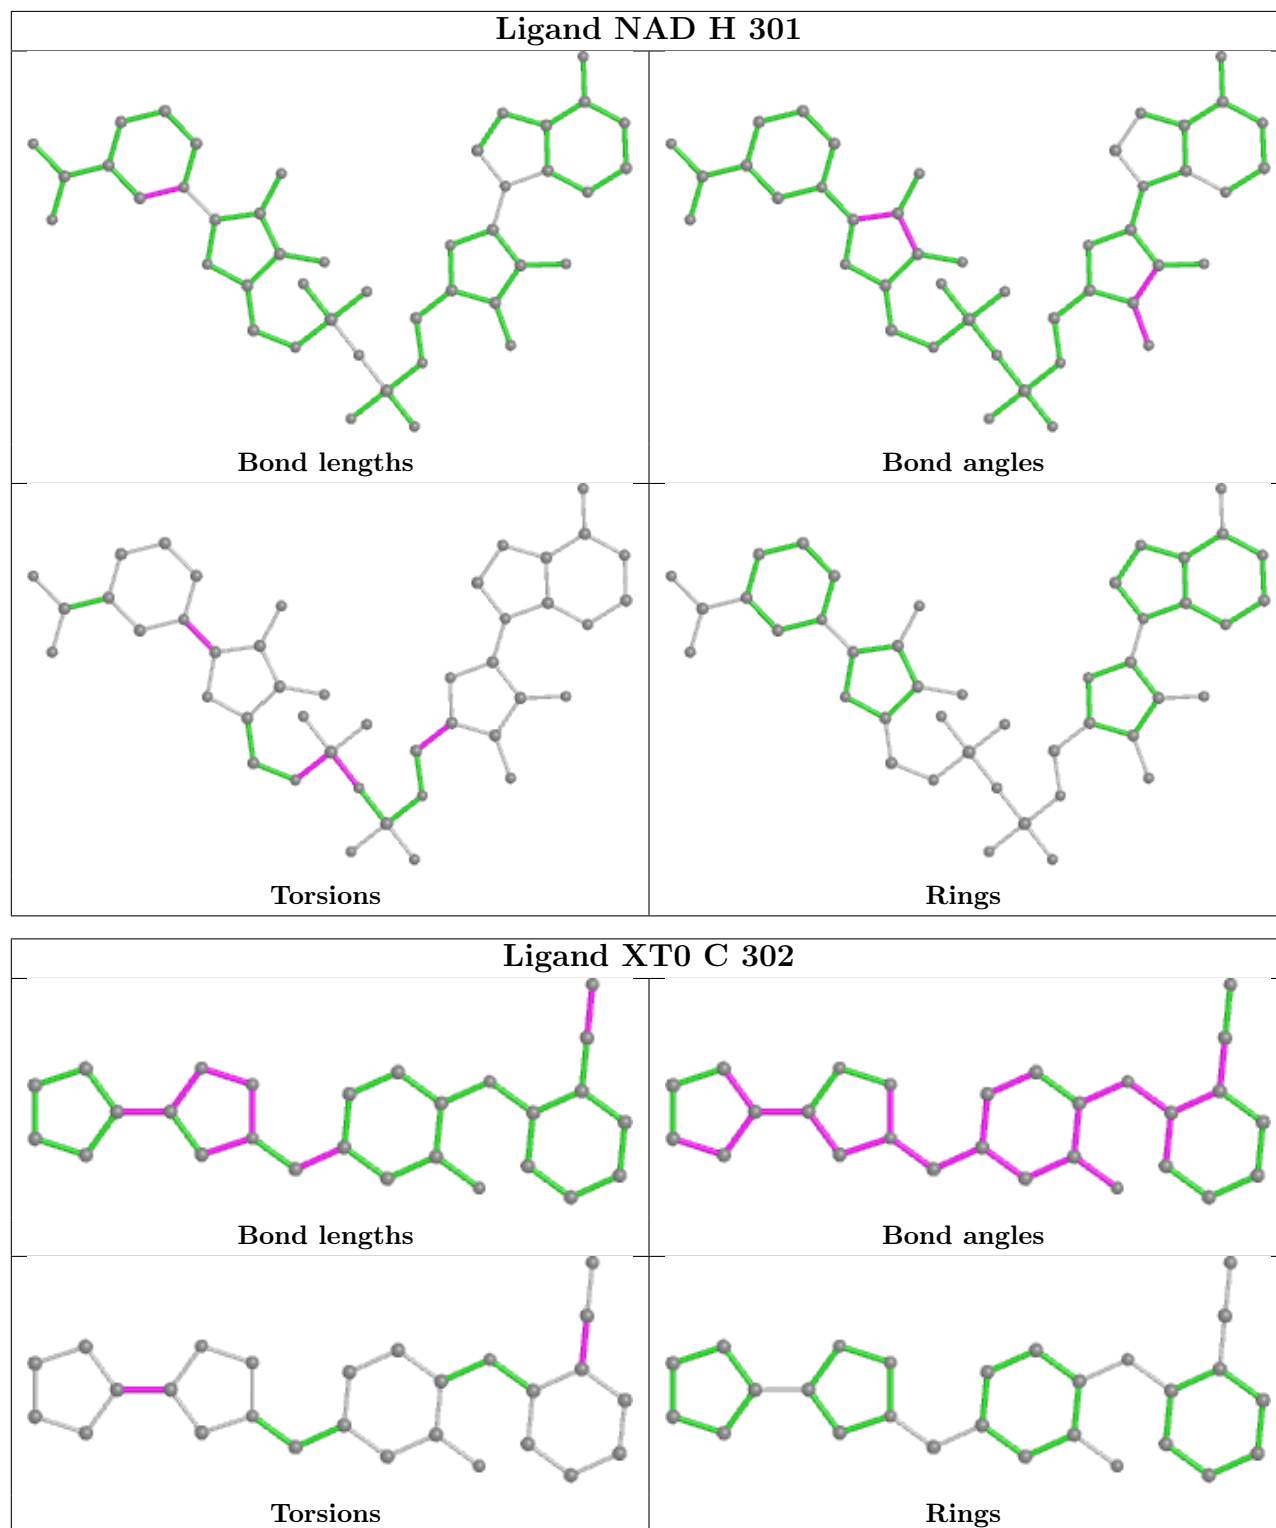 Ligand NAD H 301
Bond lengths
Bond angles
Torsions
Rings
Ligand XT0 C 302
Bond lengths
Bond angles
Torsions
Rings